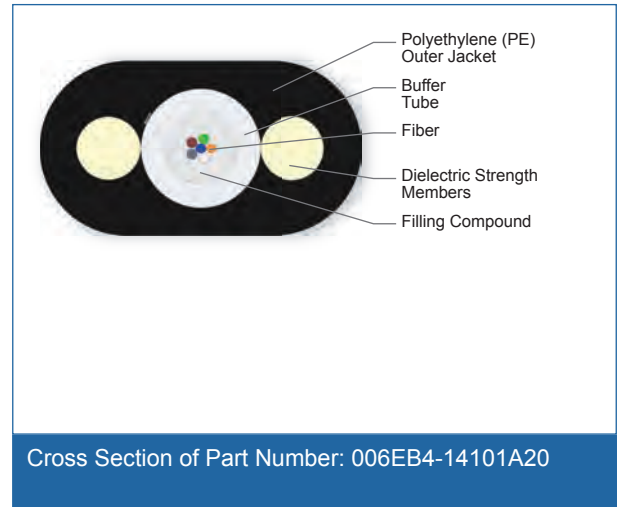 Polyethylene (PE)
Outer Jacket
Buffer
Tube
Fiber
Dielectric Strength
Members
Filling Compound
Cross Section of Part Number: 006EB4-14101A20